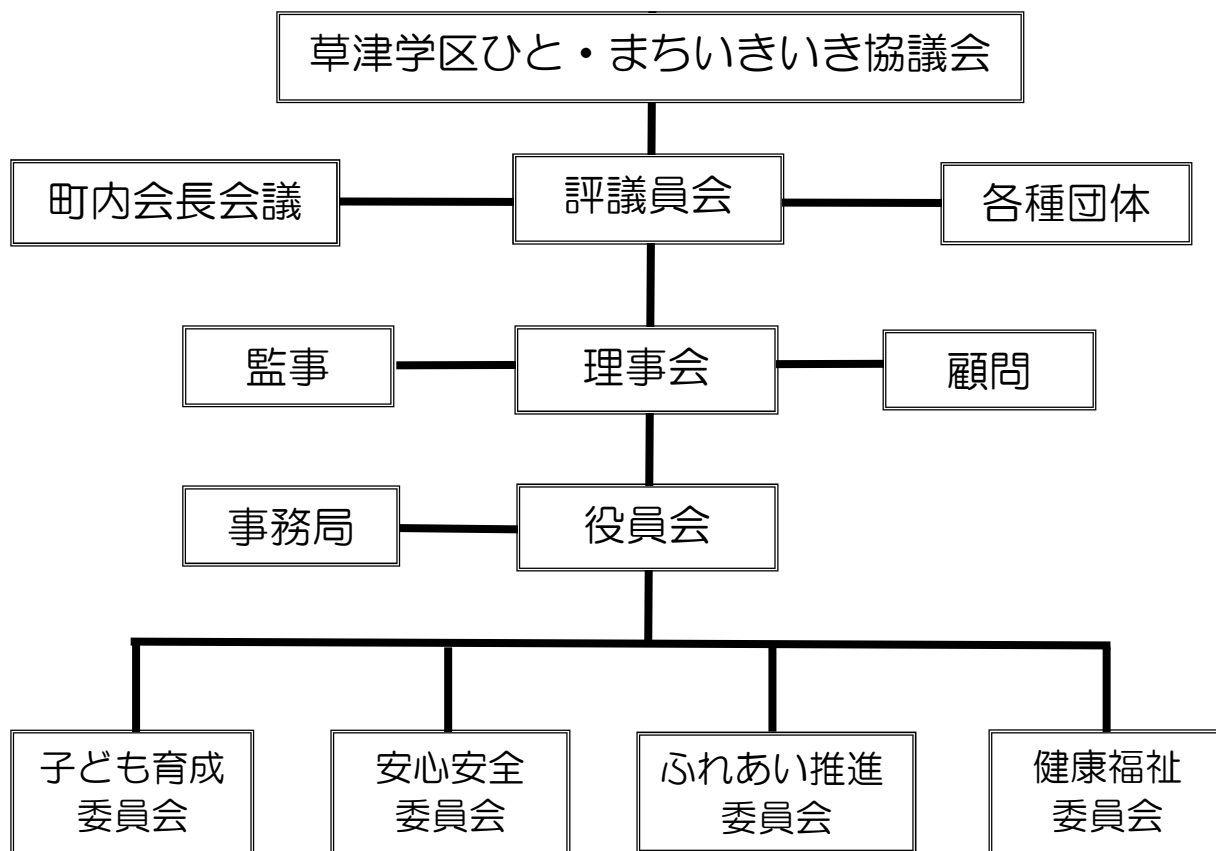 草津学区ひと・まちいきいき協議会
町内会長会議
評議員会
各種団体
監事
理事会
顧問
事務局
役員会
子ども育成
委員会
安心安全
委員会
ふれあい推進
委員会
健康福祉
委員会